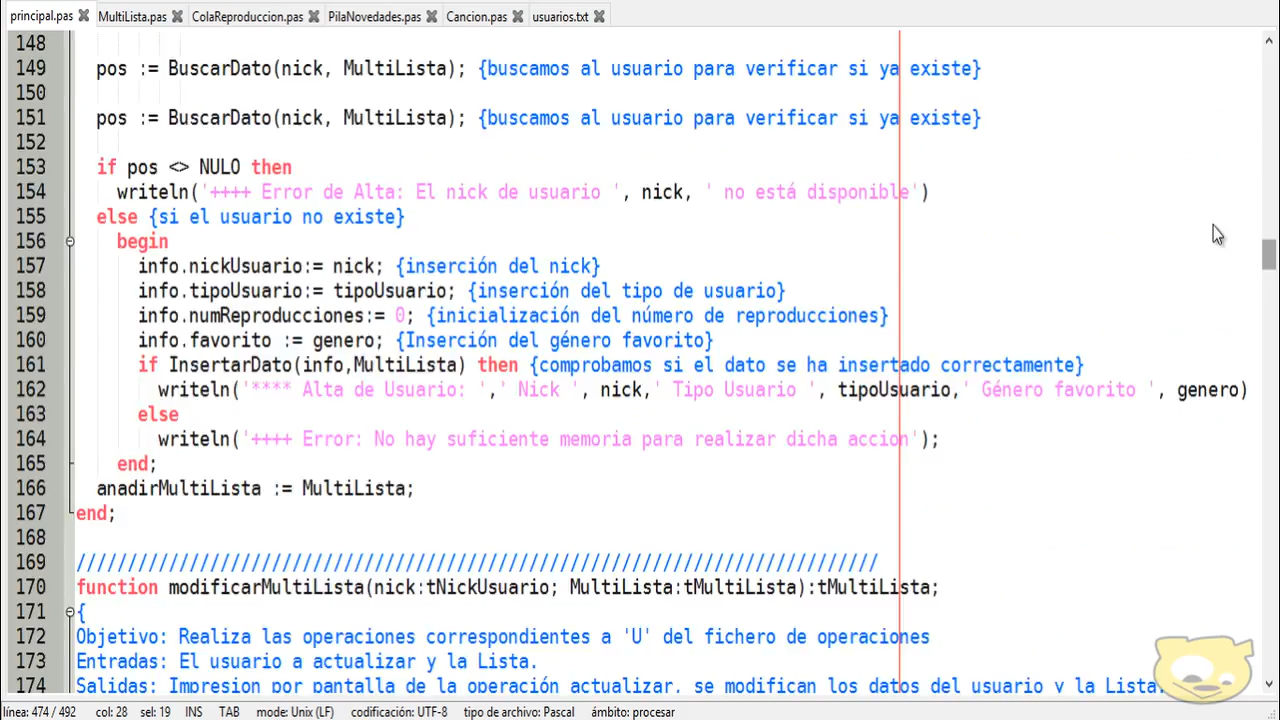 principal.pas MultiLista.pas ColaReproduccion.pas PilaNovedades.pas Cancion.pas usuarios.txt
148
149 pos := BuscarDato(nick, MultiLista); {buscamos al usuario para verificar si ya existe}
150
151 pos := BuscarDato(nick, MultiLista); {buscamos al usuario para verificar si ya existe}
152
153 if pos <> NULO then
154 writeln('++++ Error de Alta: El nick de usuario ', nick, ' no está disponible')
155 else {si el usuario no existe}
156 begin
157 info.nickUsuario:= nick; {inserción del nick}
158 info.tipoUsuario:= tipoUsuario; {inserción del tipo de usuario}
159 info.numReproducciones:= 0; {inicialización del número de reproducciones}
160 info.favorito := genero; {Inserción del género favorito}
161 if InsertarDato(info,MultiLista) then {comprobamos si el dato se ha insertado correctamente}
162 writeln('**** Alta de Usuario: ',' Nick ', nick,' Tipo Usuario ', tipoUsuario,' Género favorito ', genero)
163 else
164 writeln('++++ Error: No hay suficiente memoria para realizar dicha accion');
165 end;
166 anadirMultiLista := MultiLista;
167 end;
168
169 //////////////////////////////////////////////////////////////////////////////
170 function modificarMultiLista(nick:tNickUsuario; MultiLista:tMultiLista):tMultiLista;
171 {
172 Objetivo: Realiza las operaciones correspondientes a 'U' del fichero de operaciones
173 Entradas: El usuario a actualizar y la Lista.
174 Salidas: Impresion por pantalla de la operación actualizar, se modifican los datos del usuario y la Lista.
línea: 474 / 492 col: 28 sel: 19 INS TAB mode: Unix (LF) codificación: UTF-8 tipo de archivo: Pascal ámbito: procesar